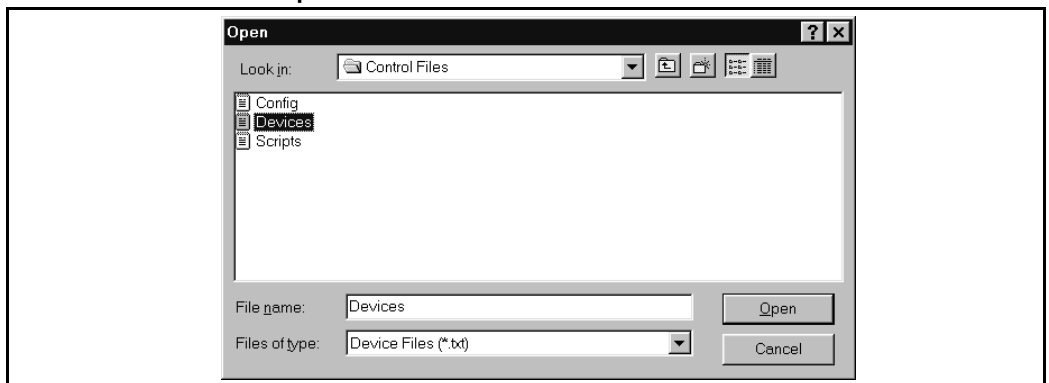 Open
Look in: Control Files
Config
Devices
Scripts
File name: Devices Open
Files of type: Device Files (*.txt) Cancel